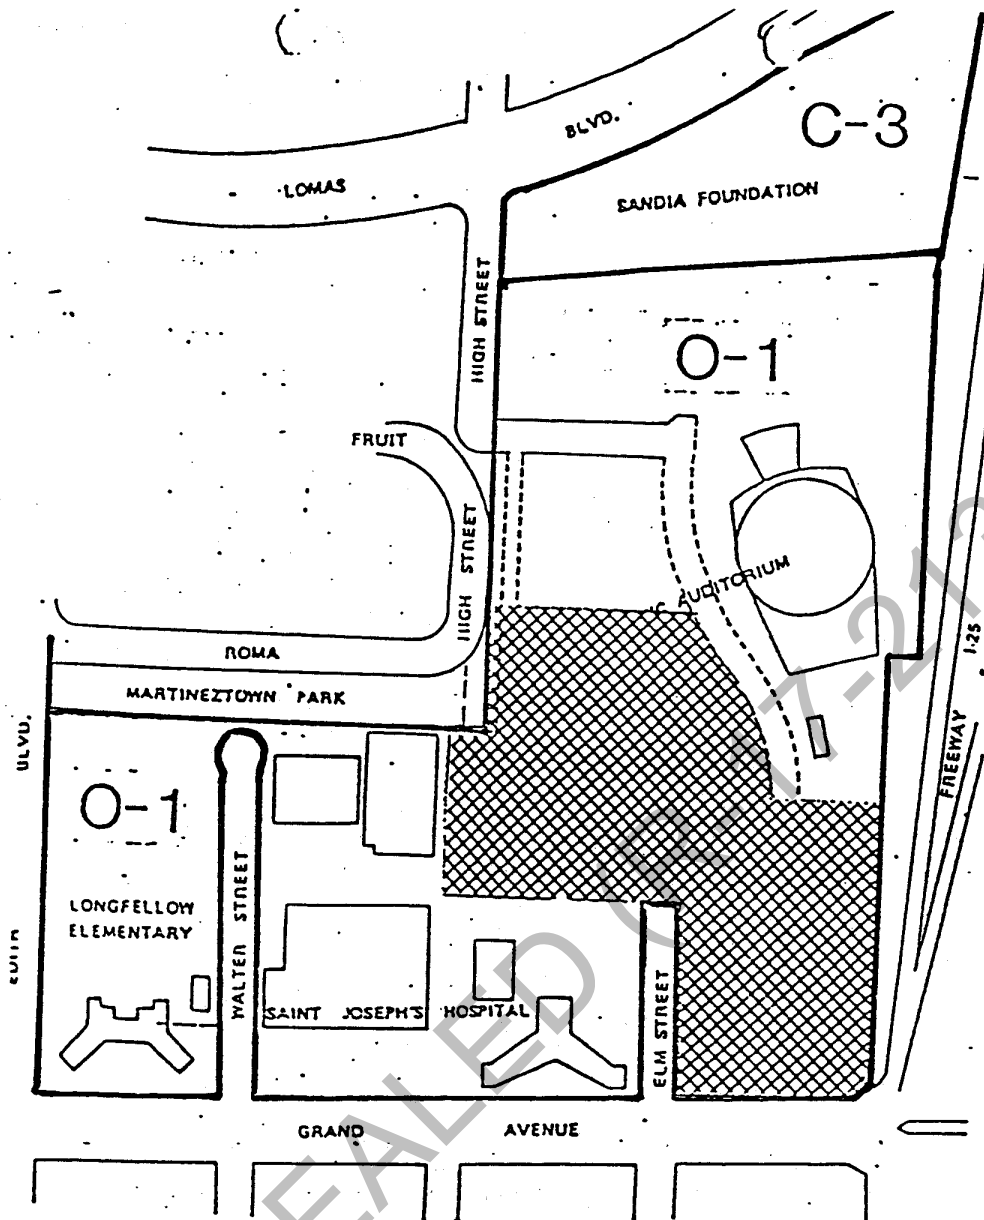 BLVD.
C-3
LOMAS
SANDIA FOUNDATION
HIGH STREET
O-1
FRUIT
HIGH STREET
AUDITORIUM
ROMA
MARTINEZTOWN PARK
I-25
FREEWAY
BLVD.
O-1
WALTER STREET
LONGFELLOW
ELEMENTARY
SAINT JOSEPH'S HOSPITAL
ELM STREET
GRAND AVENUE